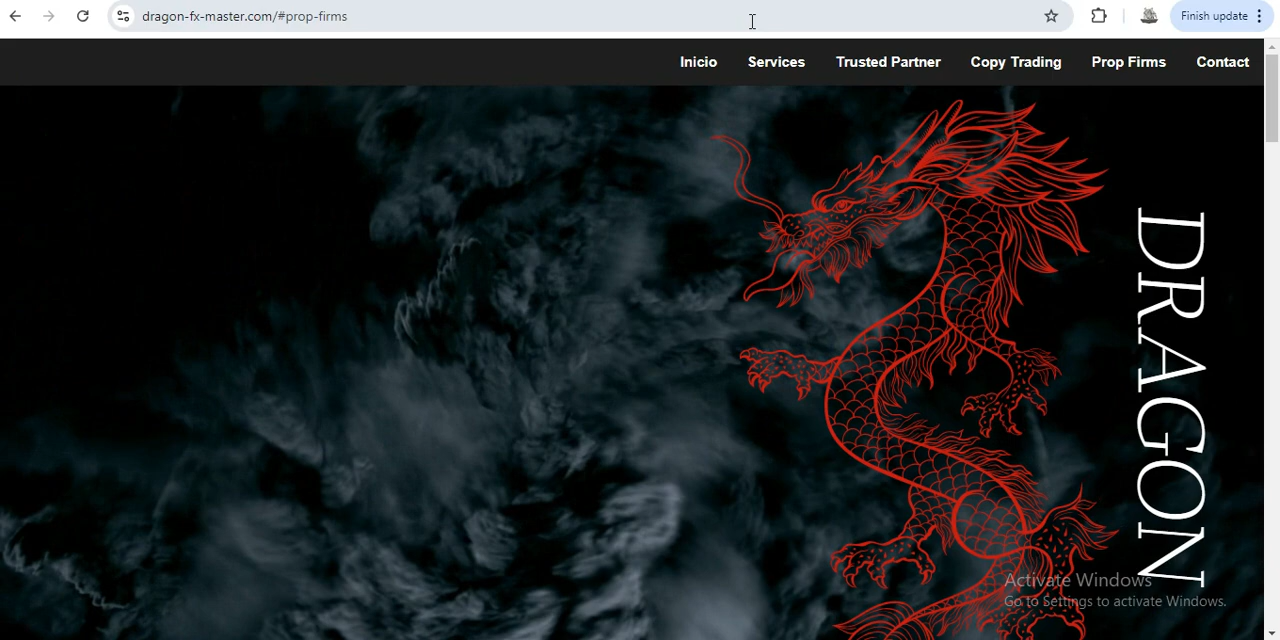 dragon-fx-master.com/#prop-firms
Finish update
Inicio Services Trusted Partner Copy Trading Prop Firms Contact
DRAGON
Activate Windows
Go to Settings to activate Windows.